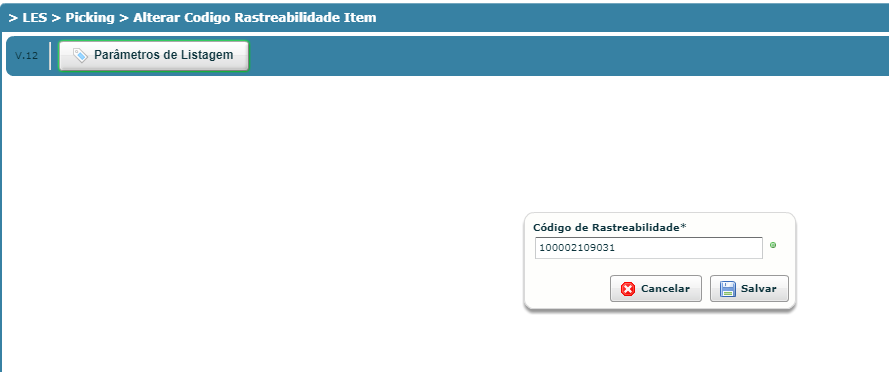 > LES > Picking > Alterar Codigo Rastreabilidade Item
V.12
Parâmetros de Listagem
Código de Rastreabilidade*
100002109031
Cancelar
Salvar